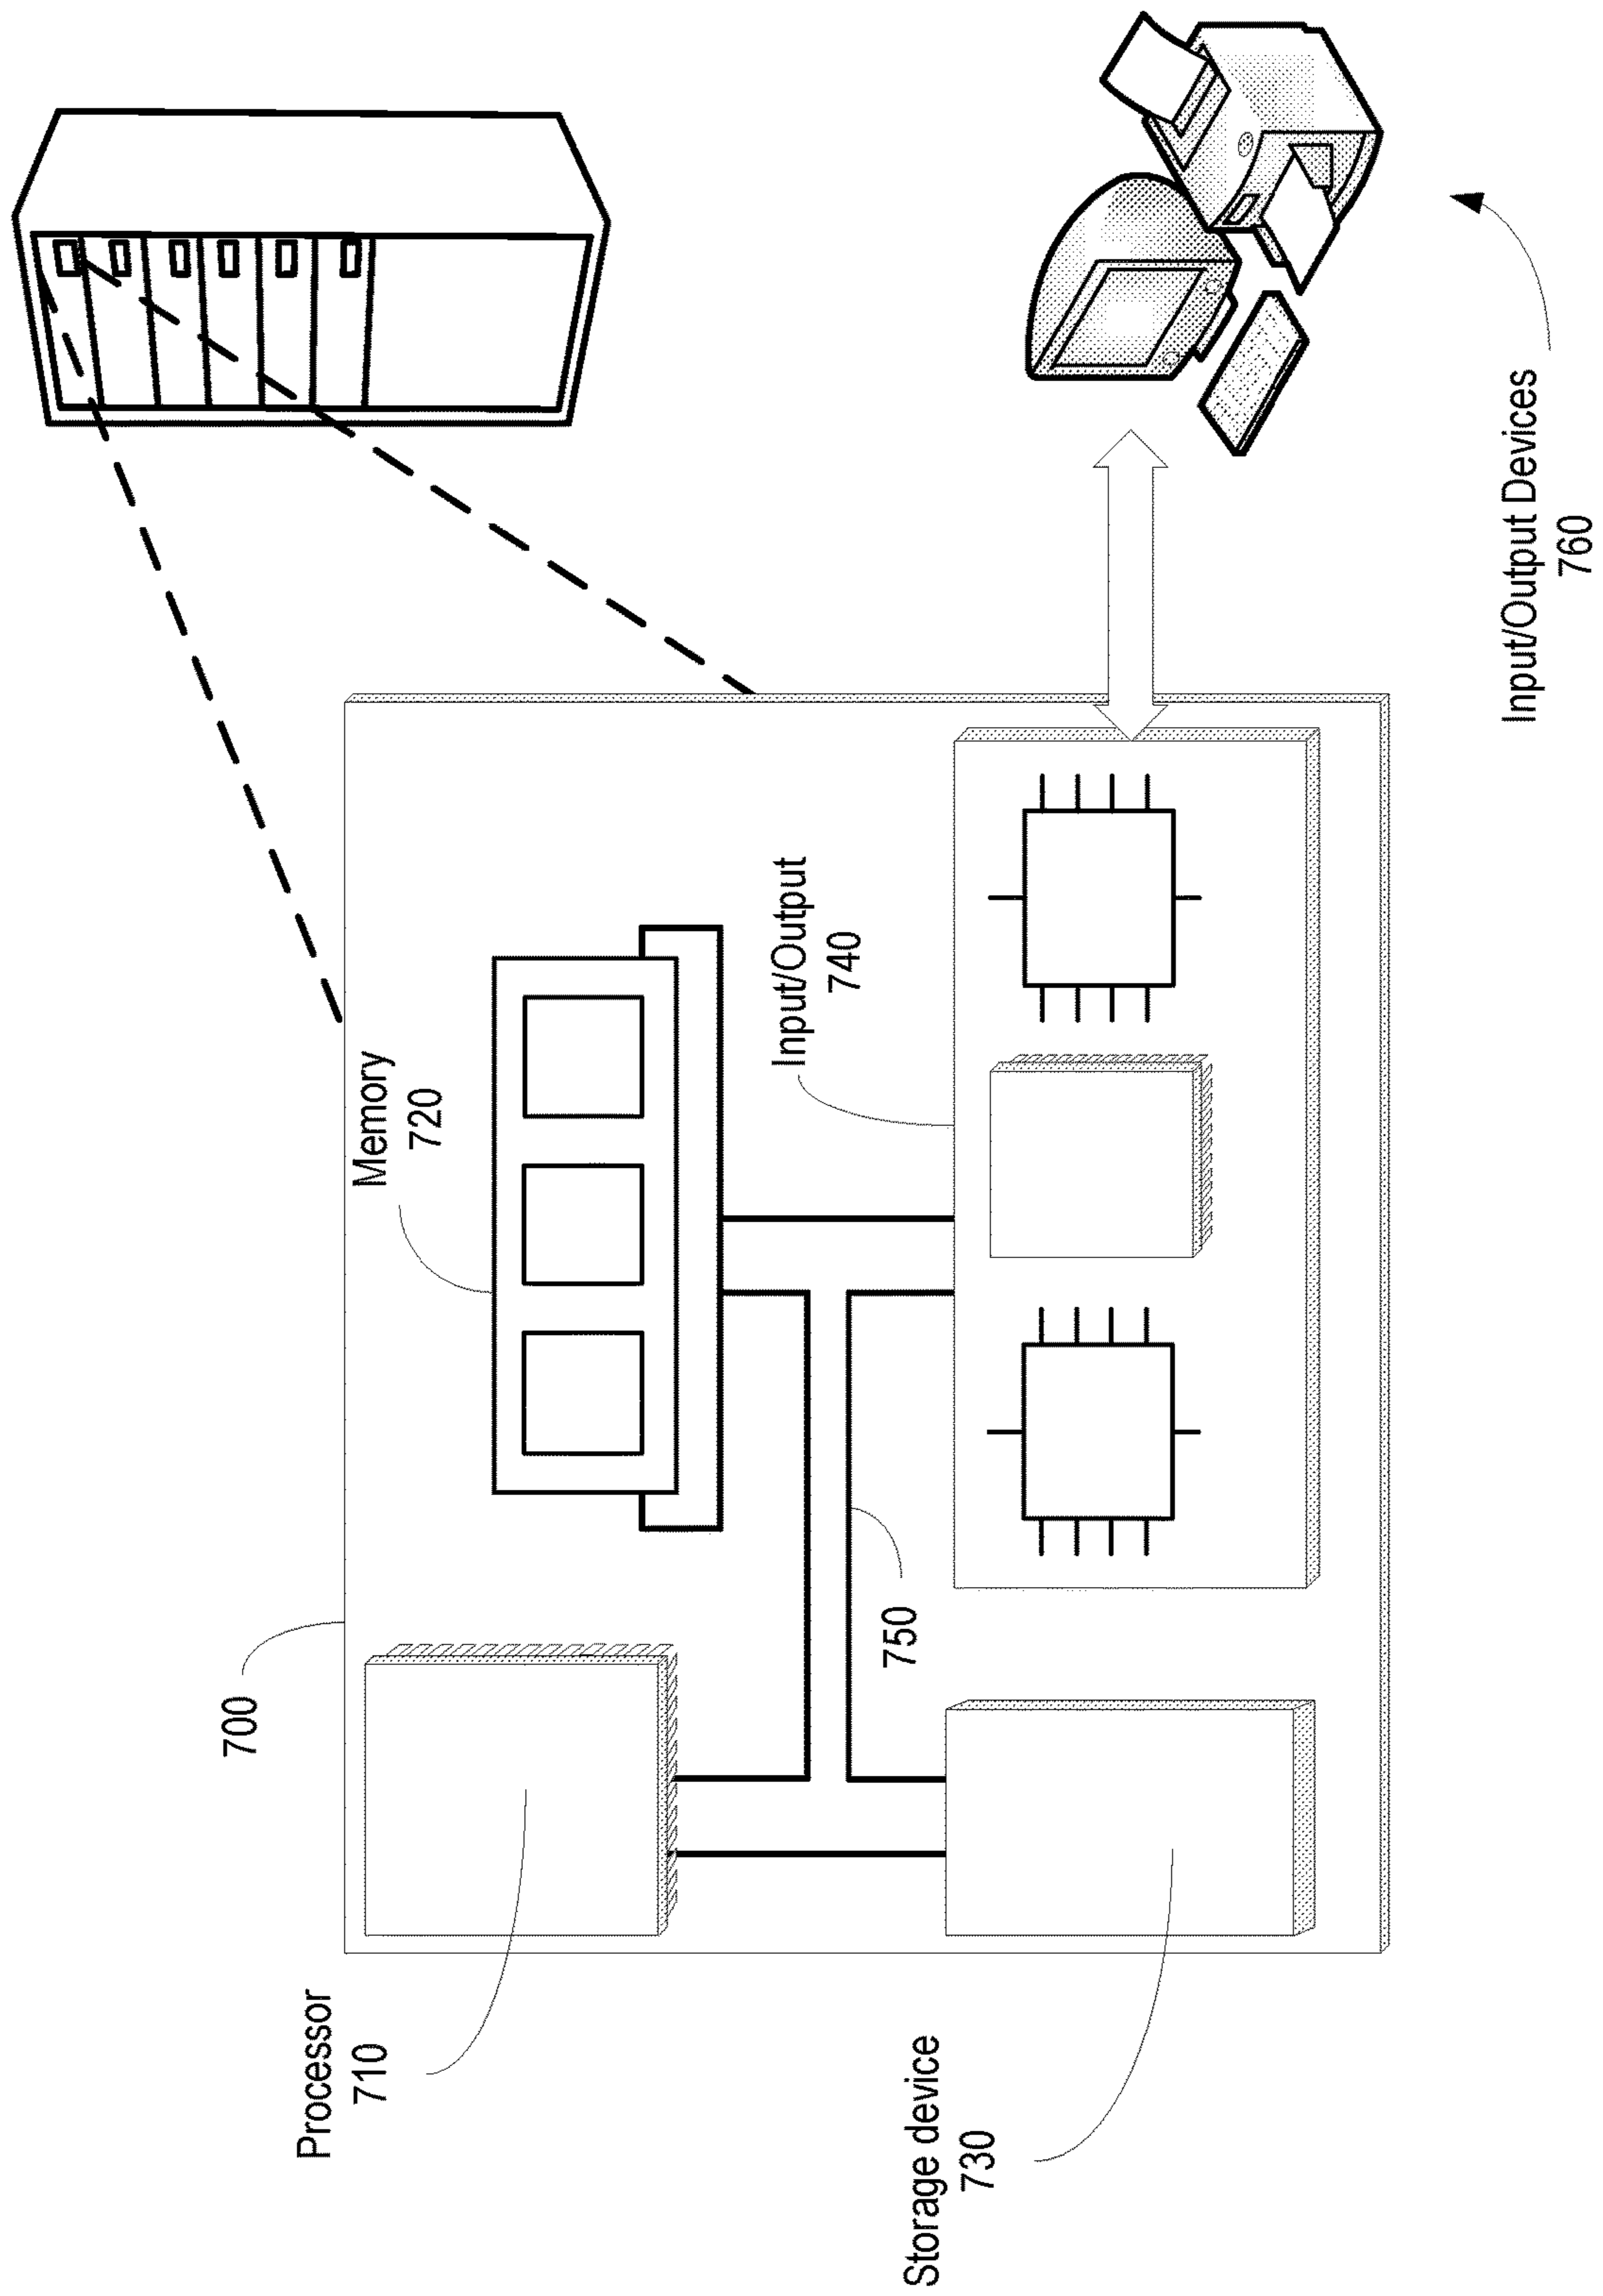 700
Processor
710
Memory
720
Storage device
730
Input/Output
740
750
Input/Output Devices
760